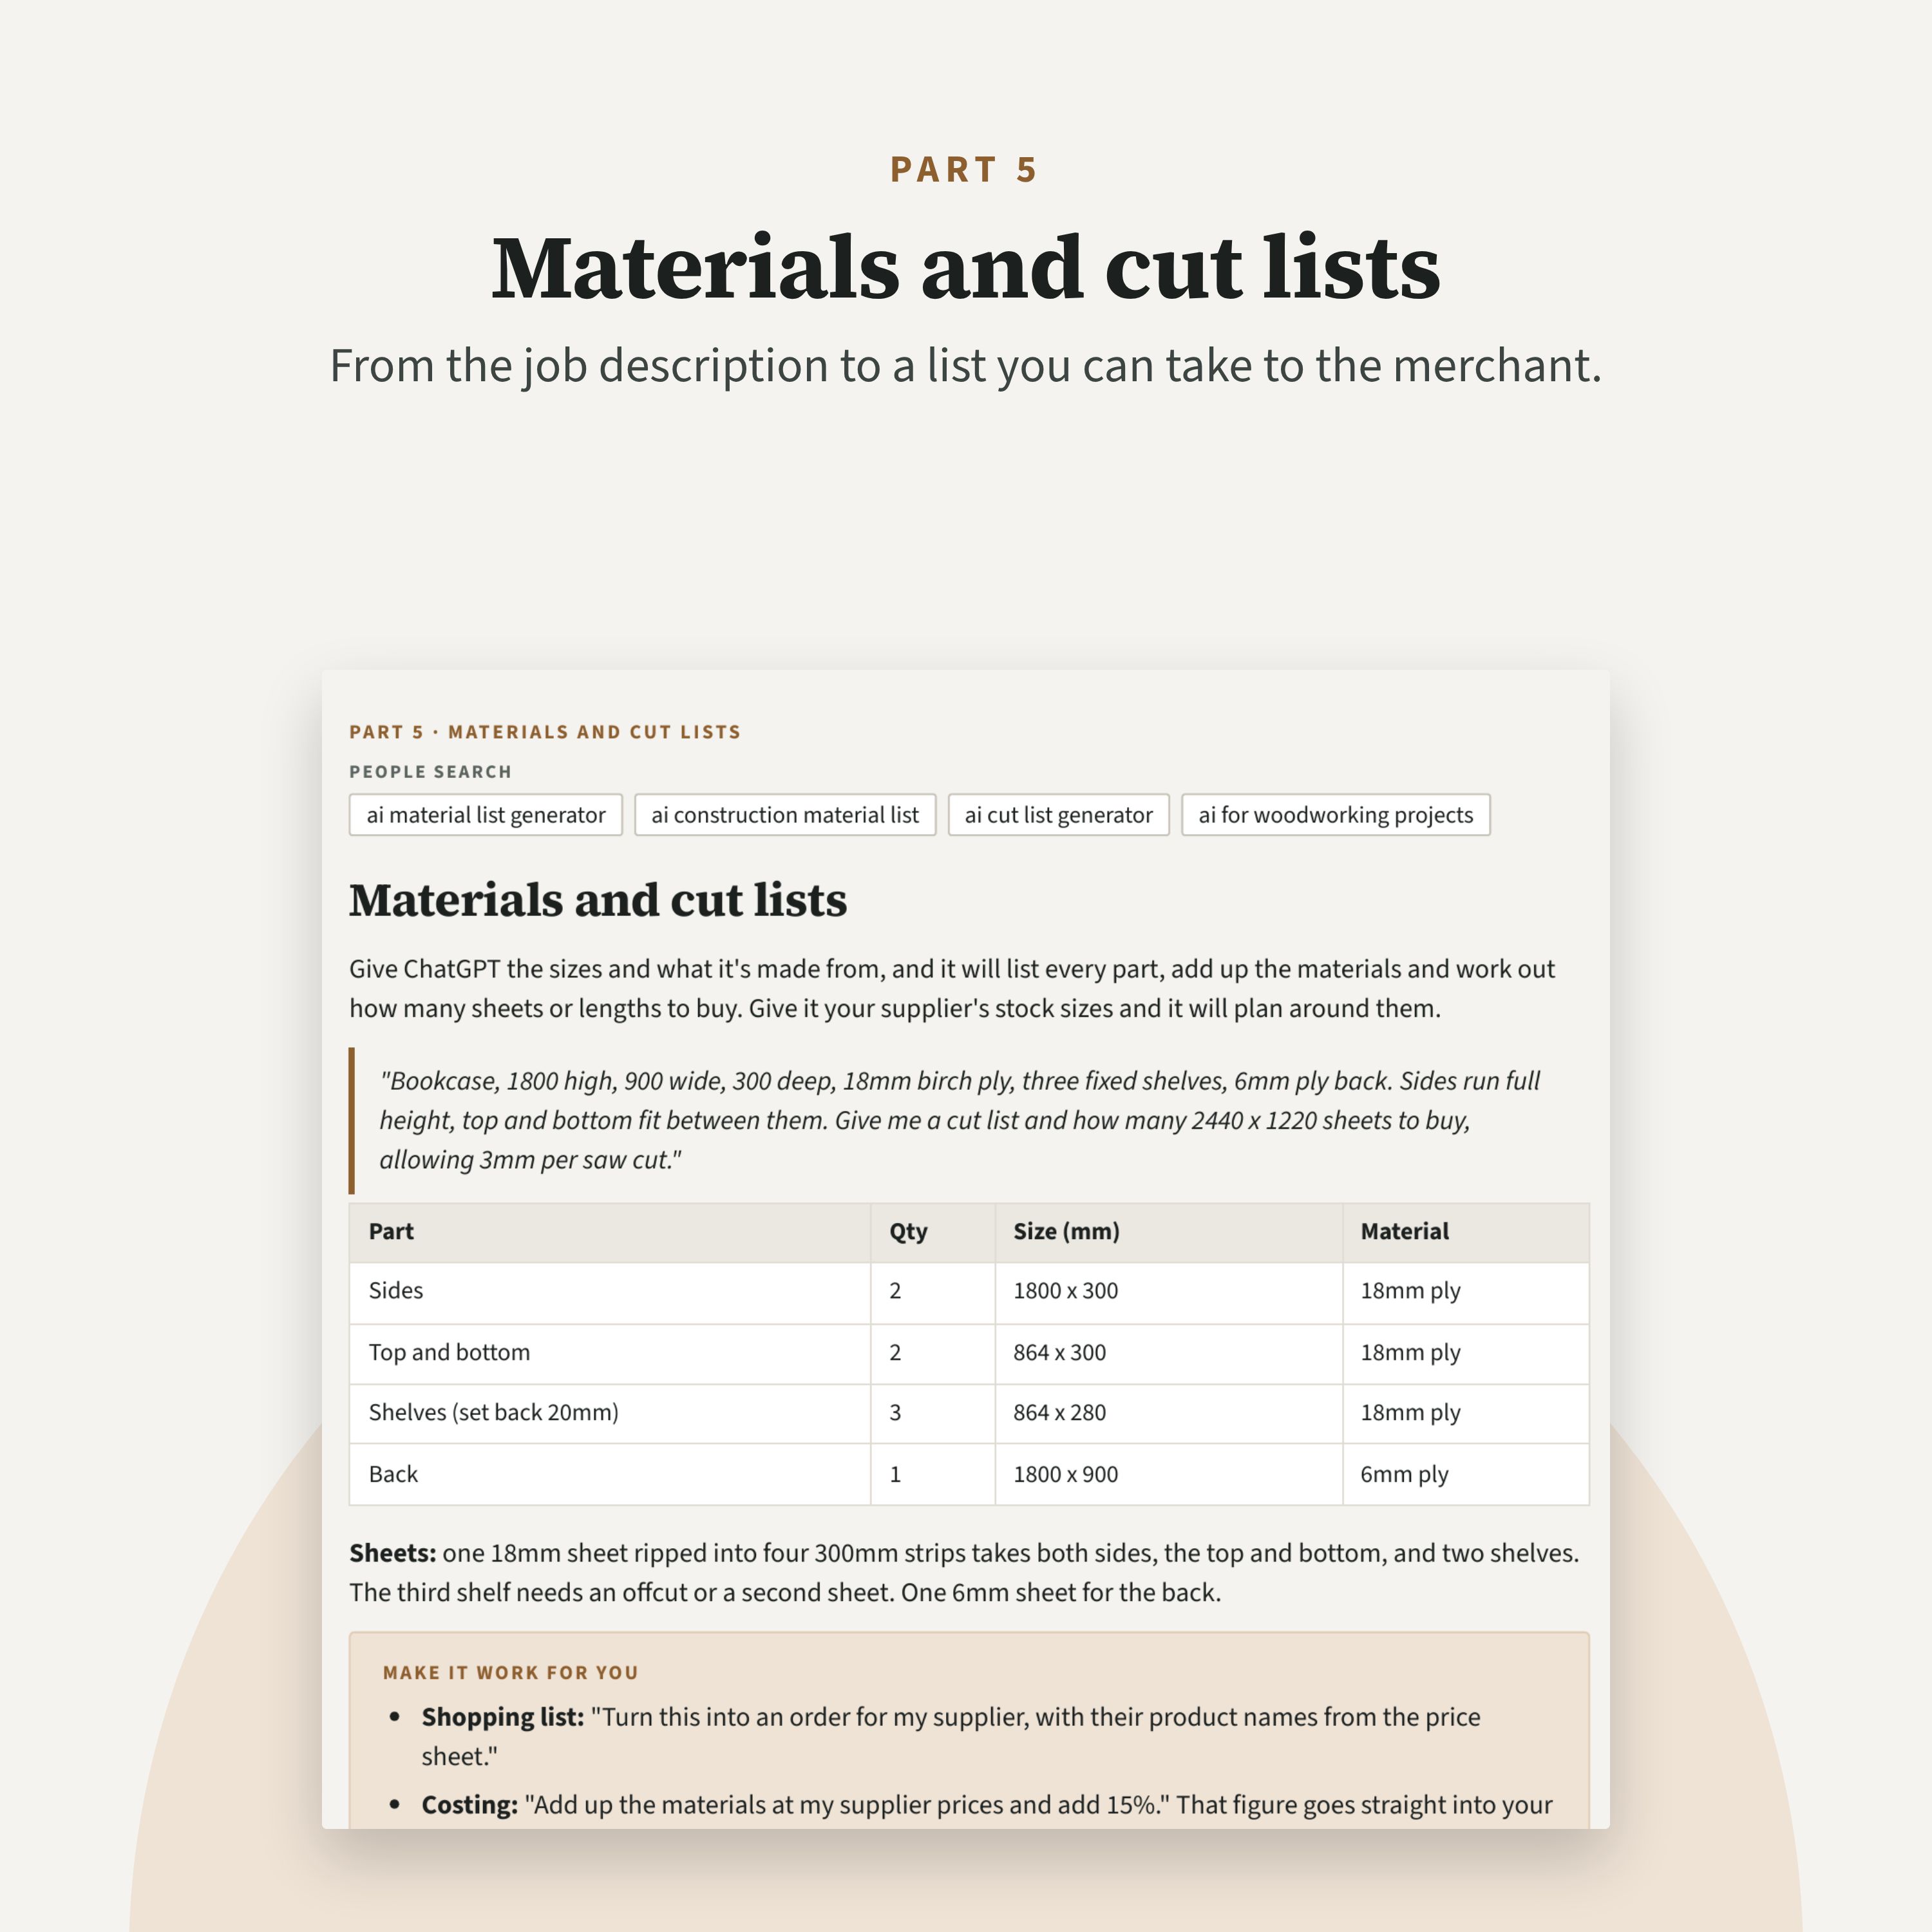 PART 5
Materials and cut lists
From the job description to a list you can take to the merchant.
PART 5 · MATERIALS AND CUT LISTS
PEOPLE SEARCH
ai material list generator ai construction material list ai cut list generator ai for woodworking projects
Materials and cut lists
Give ChatGPT the sizes and what it's made from, and it will list every part, add up the materials and work out
how many sheets or lengths to buy. Give it your supplier's stock sizes and it will plan around them.
"Bookcase, 1800 high, 900 wide, 300 deep, 18mm birch ply, three fixed shelves, 6mm ply back. Sides run full
height, top and bottom fit between them. Give me a cut list and how many 2440 x 1220 sheets to buy,
allowing 3mm per saw cut."
Part Qty Size (mm) Material
Sides 2 1800 x 300 18mm ply
Top and bottom 2 864 x 300 18mm ply
Shelves (set back 20mm) 3 864 x 280 18mm ply
Back 1 1800 x 900 6mm ply
Sheets: one 18mm sheet ripped into four 300mm strips takes both sides, the top and bottom, and two shelves.
The third shelf needs an offcut or a second sheet. One 6mm sheet for the back.
MAKE IT WORK FOR YOU
• Shopping list: "Turn this into an order for my supplier, with their product names from the price
sheet."
• Costing: "Add up the materials at my supplier prices and add 15%." That figure goes straight into your